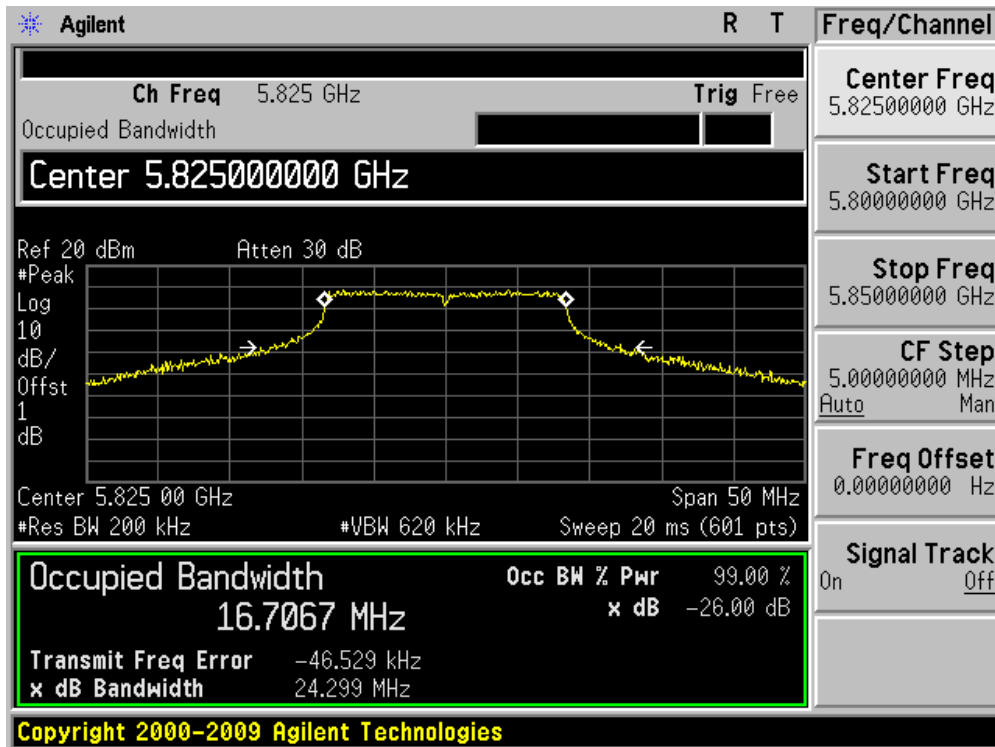 Agilent R T
Ch Freq 5.825 GHz Trig Free
Occupied Bandwidth
Center 5.825000000 GHz
Ref 20 dBm Atten 30 dB
#Peak
Log
10
dB/
Offst
1
dB
Center 5.825 00 GHz Span 50 MHz
#Res BW 200 kHz #VBW 620 kHz Sweep 20 ms (601 pts)
Occupied Bandwidth
16.7067 MHz
Occ BW % Pwr 99.00 %
x dB -26.00 dB
Transmit Freq Error -46.529 kHz
x dB Bandwidth 24.299 MHz
Copyright 2000-2009 Agilent Technologies
Freq/Channel
Center Freq
5.82500000 GHz
Start Freq
5.80000000 GHz
Stop Freq
5.85000000 GHz
CF Step
5.00000000 MHz
Auto Man
Freq Offset
0.00000000 Hz
Signal Track
On Off